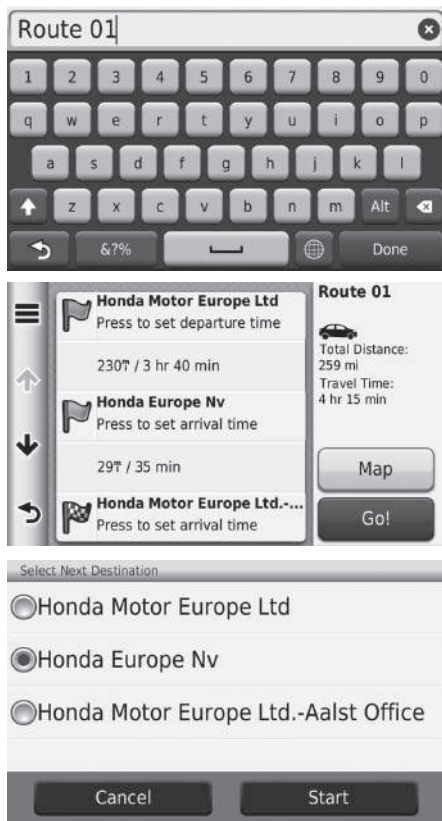 Route 01
1 2 3 4 5 6 7 8 9 0
q w e r t y u i o p
a s d f g h j k l
z x c v b n m Alt
&?% Done
Honda Motor Europe Ltd
Press to set departure time
230 / 3 hr 40 min
Honda Europe Nv
Press to set arrival time
29 / 35 min
Honda Motor Europe Ltd.-...
Press to set arrival time
Route 01
Total Distance:
259 mi
Travel Time:
4 hr 15 min
Map
Go!
Select Next Destination
Honda Motor Europe Ltd
Honda Europe Nv
Honda Motor Europe Ltd.-Aalst Office
Cancel Start